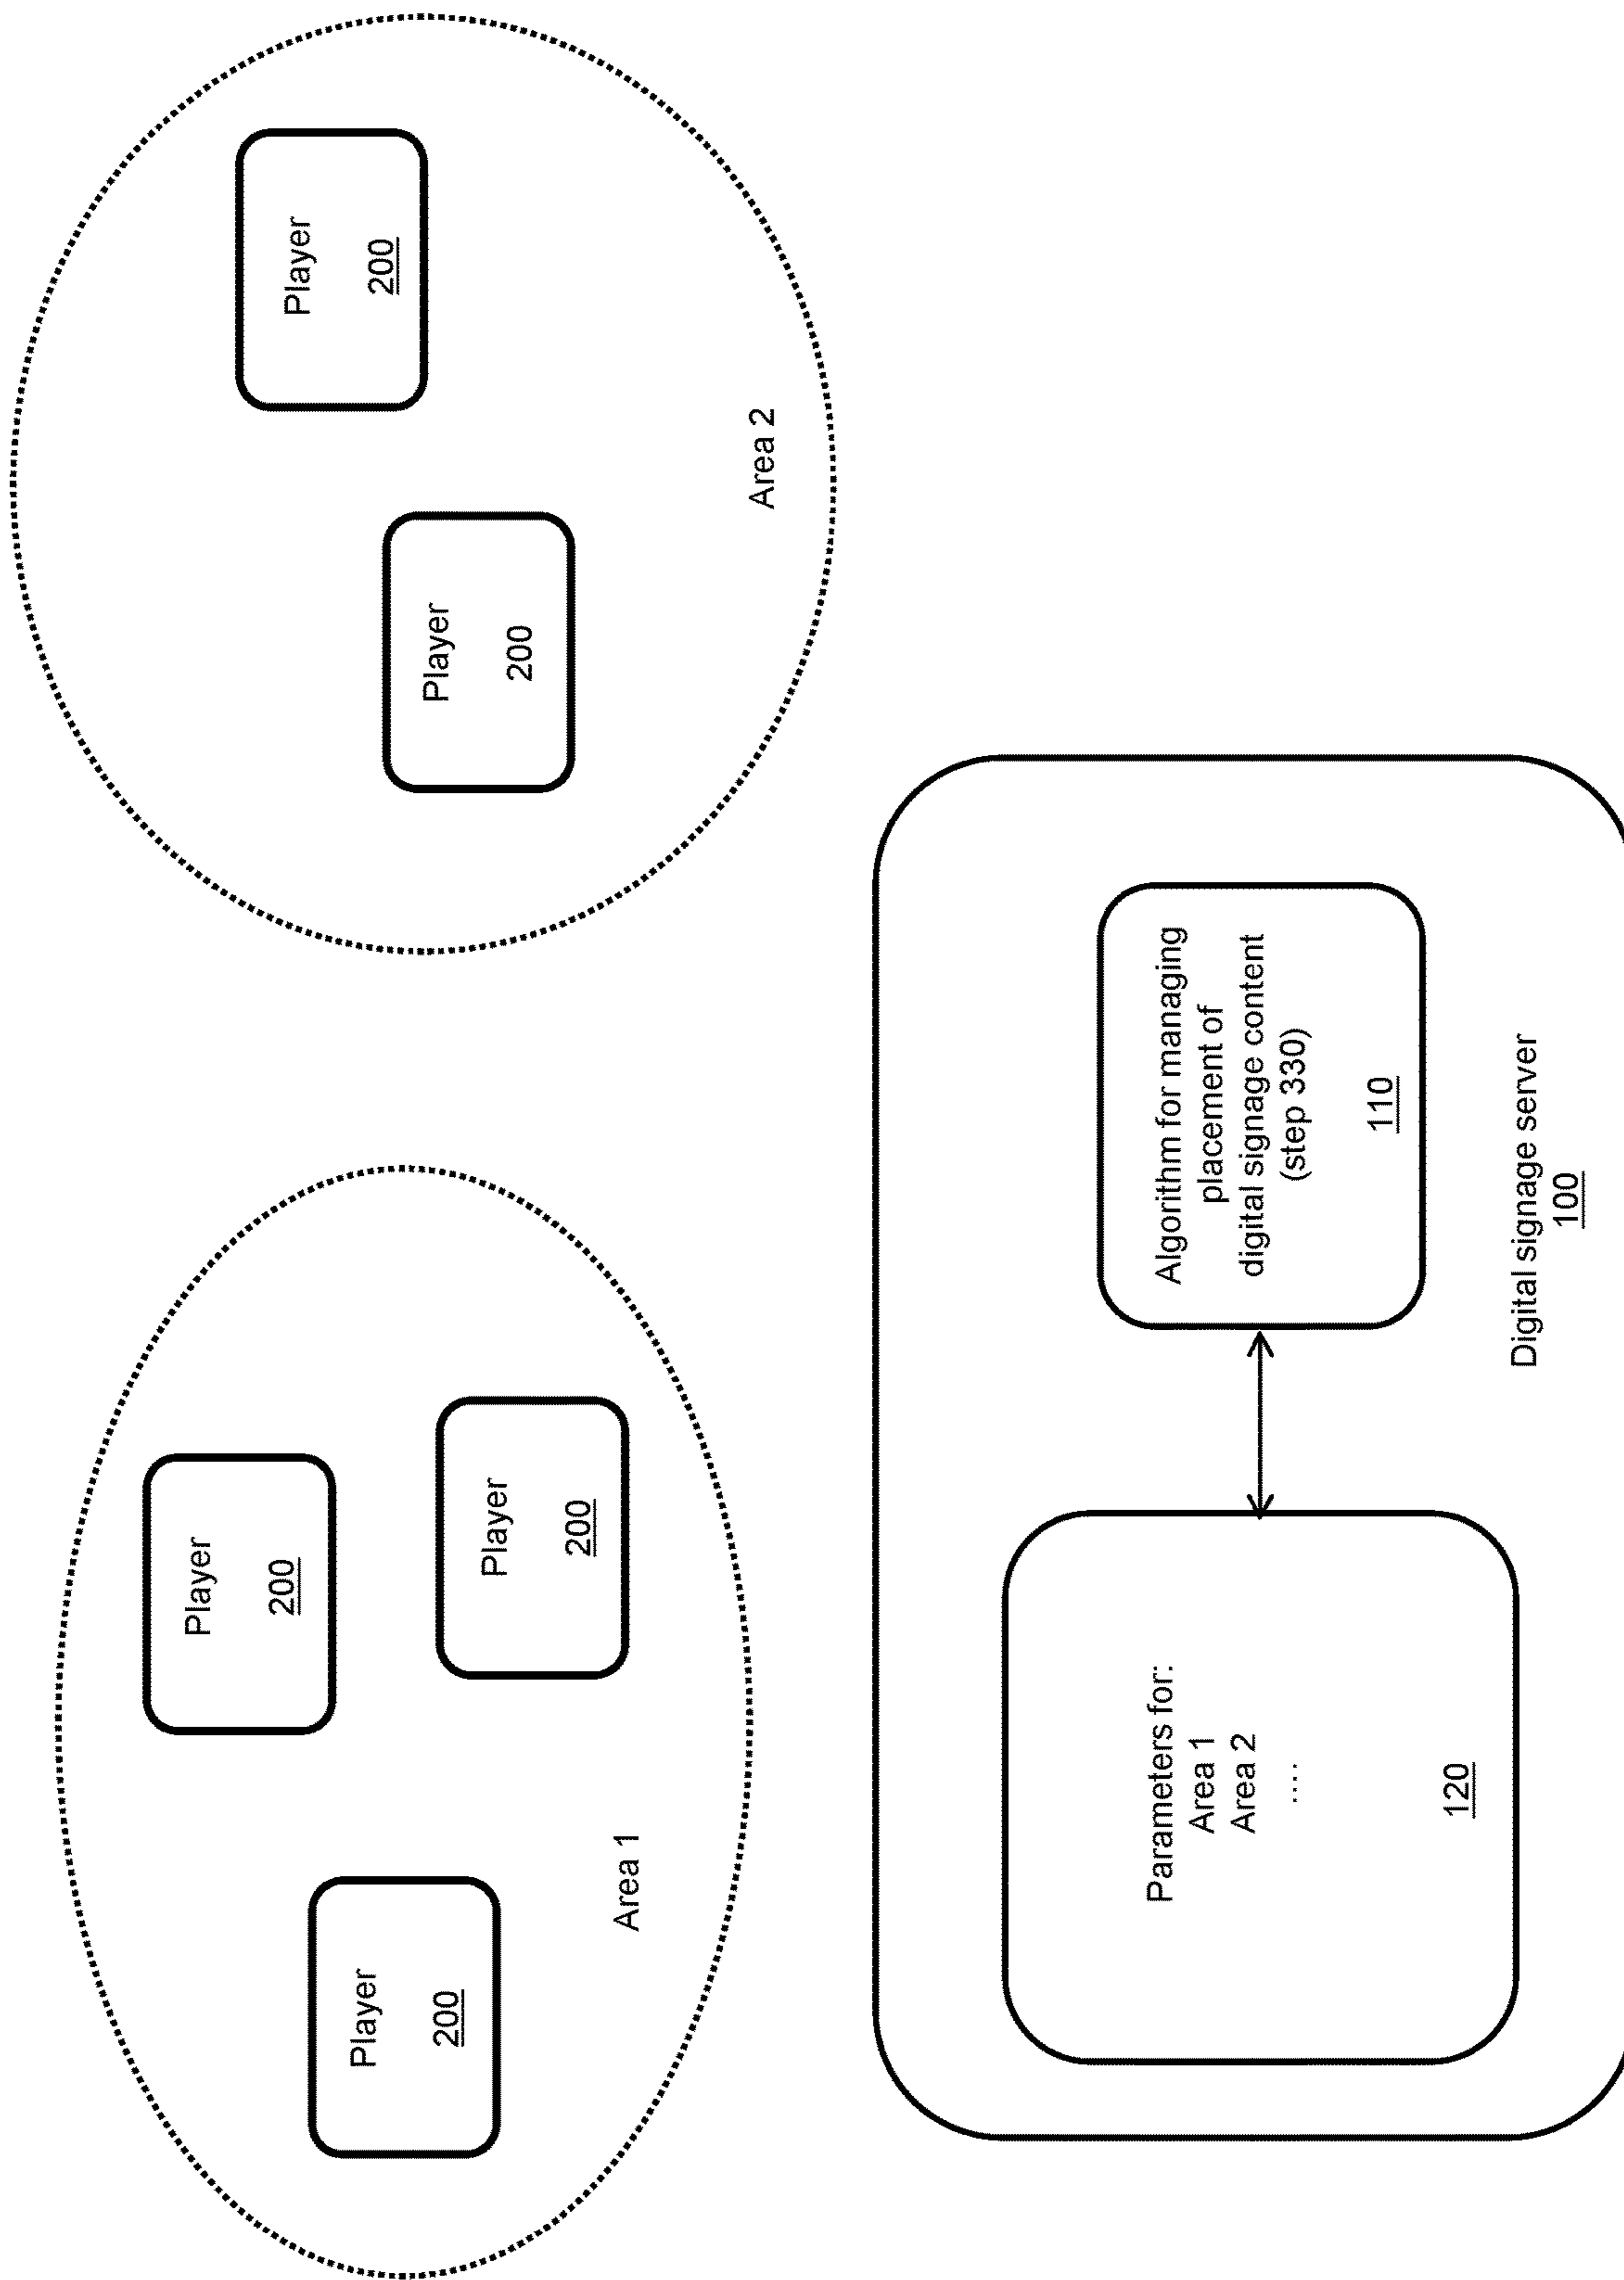 Player
200
Player
200
Player
200
Area 1
Player
200
Player
200
Area 2
Parameters for:
Area 1
Area 2
....
120
Algorithm for managing
placement of
digital signage content
(step 330)
110
Digital signage server
100